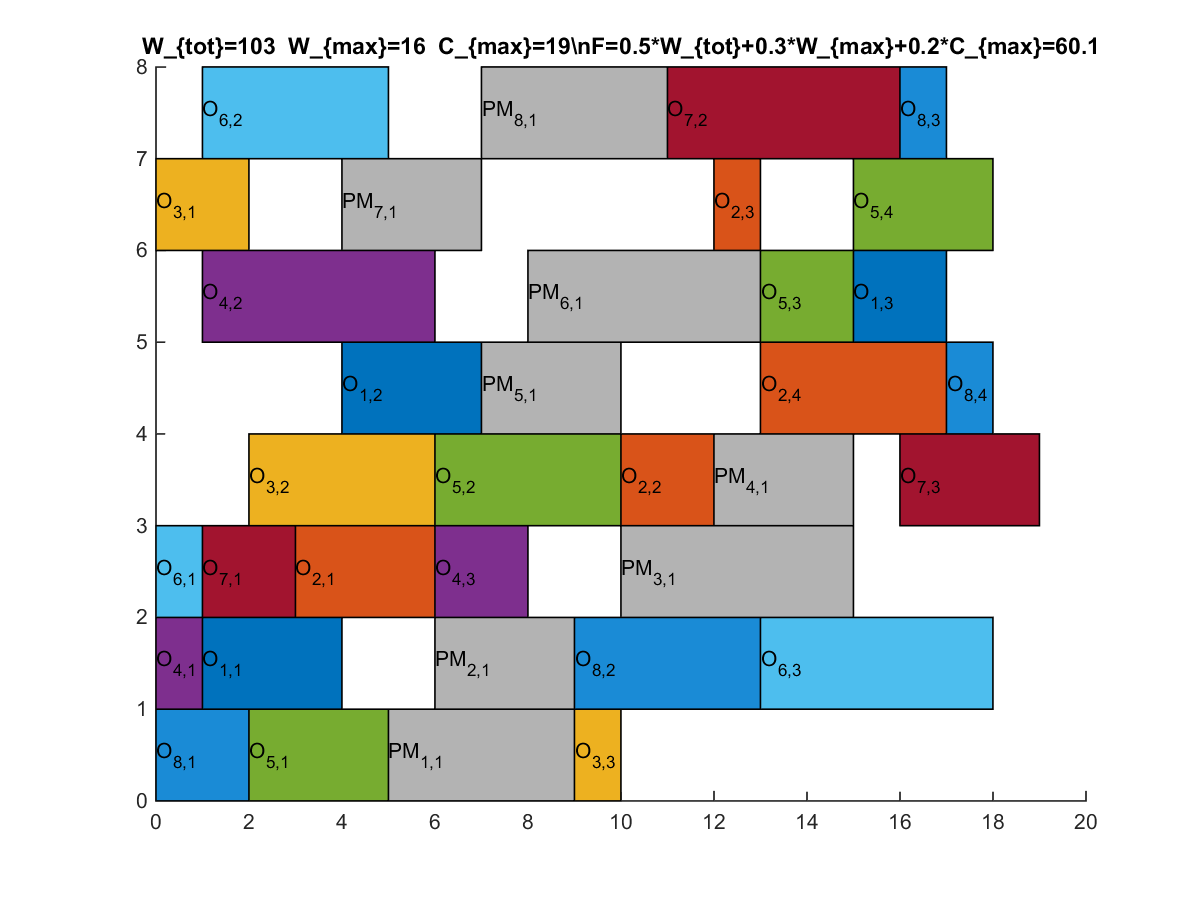 W_{tot}=103  W_{max}=16  C_{max}=19\nF=0.5*W_{tot}+0.3*W_{max}+0.2*C_{max}=60.1
8
O6,2 PM8,1 O7,2 O8,3
7
O3,1 PM7,1 O2,3 O5,4
6
O4,2 PM6,1 O5,3 O1,3
5
O1,2 PM5,1 O2,4 O8,4
4
O3,2 O5,2 O2,2 PM4,1 O7,3
3
O6,1 O7,1 O2,1 O4,3 PM3,1
2
O4,1 O1,1 PM2,1 O8,2 O6,3
1
O8,1 O5,1 PM1,1 O3,3
0
0 2 4 6 8 10 12 14 16 18 20